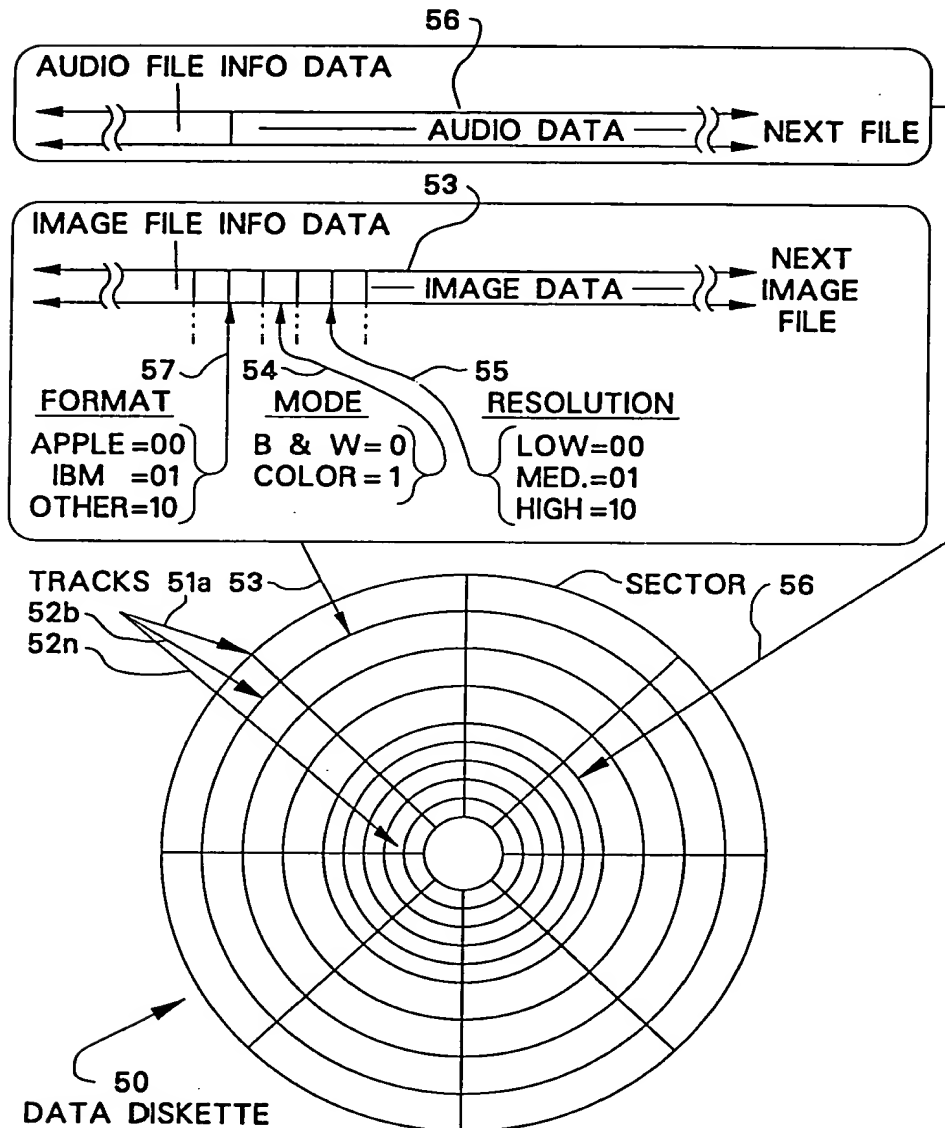 56
AUDIO FILE INFO DATA
AUDIO DATA
NEXT FILE
53
IMAGE FILE INFO DATA
IMAGE DATA
NEXT
IMAGE
FILE
57 54 55
FORMAT MODE RESOLUTION
APPLE =00 B & W= 0 LOW=00
IBM =01 COLOR = 1 MED.=01
OTHER=10 HIGH =10
TRACKS 51a 53 SECTOR 56
52b
52n
50
DATA DISKETTE